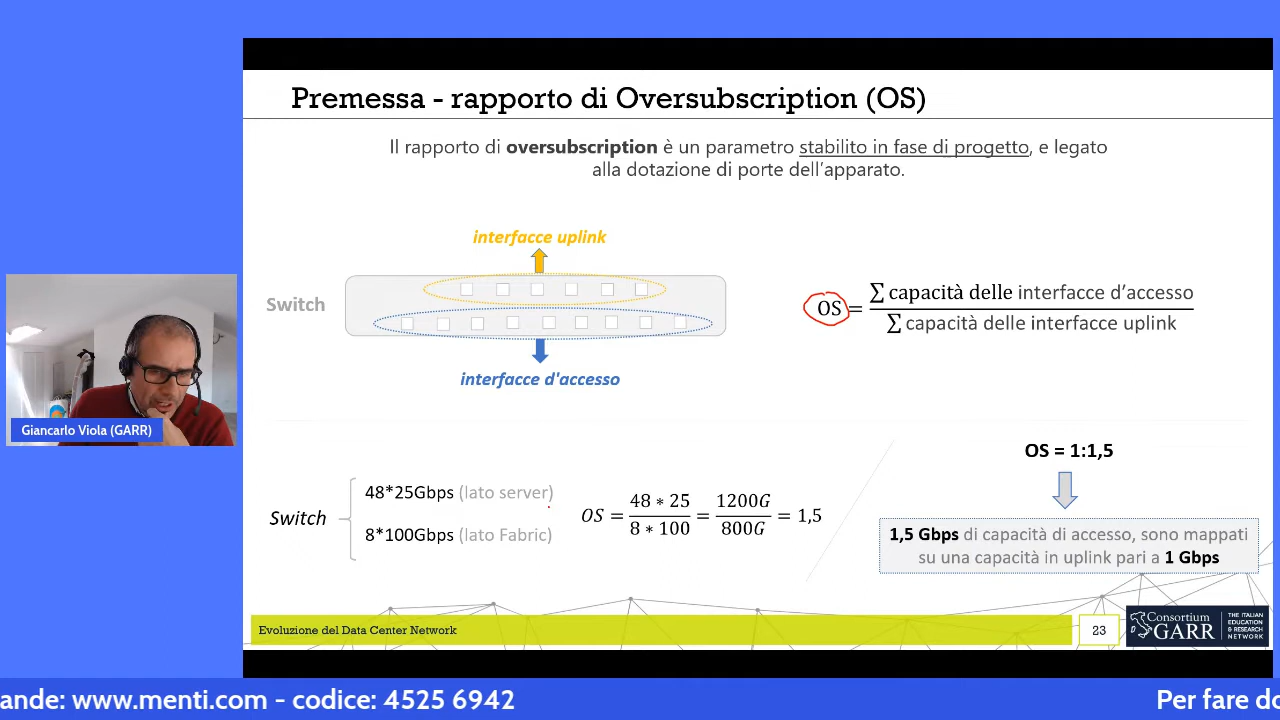 Premessa - rapporto di Oversubscription (OS)
Il rapporto di oversubscription è un parametro stabilito in fase di progetto, e legato
alla dotazione di porte dell'apparato.
interfacce uplink
Switch
interfacce d'accesso
OS = ∑ capacità delle interfacce d'accesso
∑ capacità delle interfacce uplink
Switch
48*25Gbps (lato server)
8*100Gbps (lato Fabric)
OS = 48 ∗ 25 / 8 ∗ 100 = 1200G / 800G = 1,5
OS = 1:1,5
1,5 Gbps di capacità di accesso, sono mappati
su una capacità in uplink pari a 1 Gbps
Giancarlo Viola (GARR)
Evoluzione del Data Center Network
23
Consortium
GARR
THE ITALIAN
EDUCATION
& RESEARCH
NETWORK
ande: www.menti.com - codice: 4525 6942
Per fare do